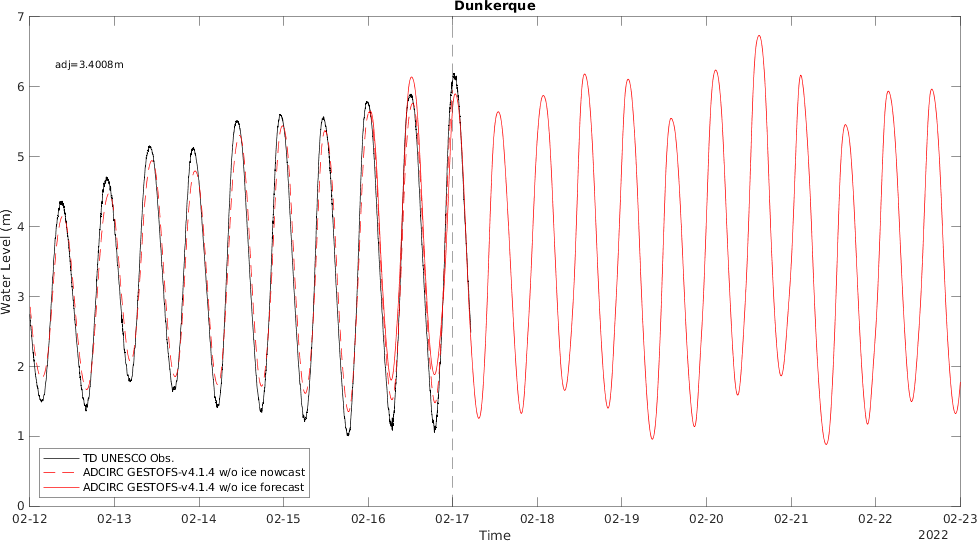 Dunkerque
adj=3.4008m
Water Level (m)
7
6
5
4
3
2
1
0
TD UNESCO Obs.
ADCIRC GESTOFS-v4.1.4 w/o ice nowcast
ADCIRC GESTOFS-v4.1.4 w/o ice forecast
02-12 02-13 02-14 02-15 02-16 02-17 02-18 02-19 02-20 02-21 02-22 02-23
Time
2022